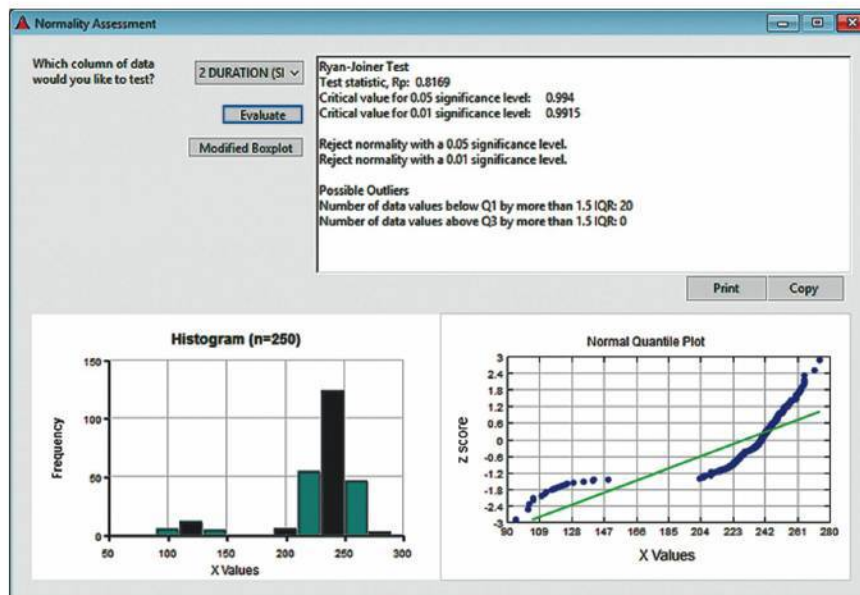 Normality Assessment
Which column of data
would you like to test?
2 DURATION (SI
Evaluate
Modified Boxplot
Ryan-Joiner Test
Test statistic, Rp: 0.8169
Critical value for 0.05 significance level: 0.994
Critical value for 0.01 significance level: 0.9915
Reject normality with a 0.05 significance level.
Reject normality with a 0.01 significance level.
Possible Outliers
Number of data values below Q1 by more than 1.5 IQR: 20
Number of data values above Q3 by more than 1.5 IQR: 0
Print
Copy
Histogram (n=250)
Frequency
150
100
50
0
50 100 150 200 250 300
X Values
Normal Quantile Plot
z score
3
2.4
1.8
1.2
0.6
0
-0.6
-1.2
-1.8
-2.4
-3
90 109 128 147 166 185 204 223 242 261 280
X Values